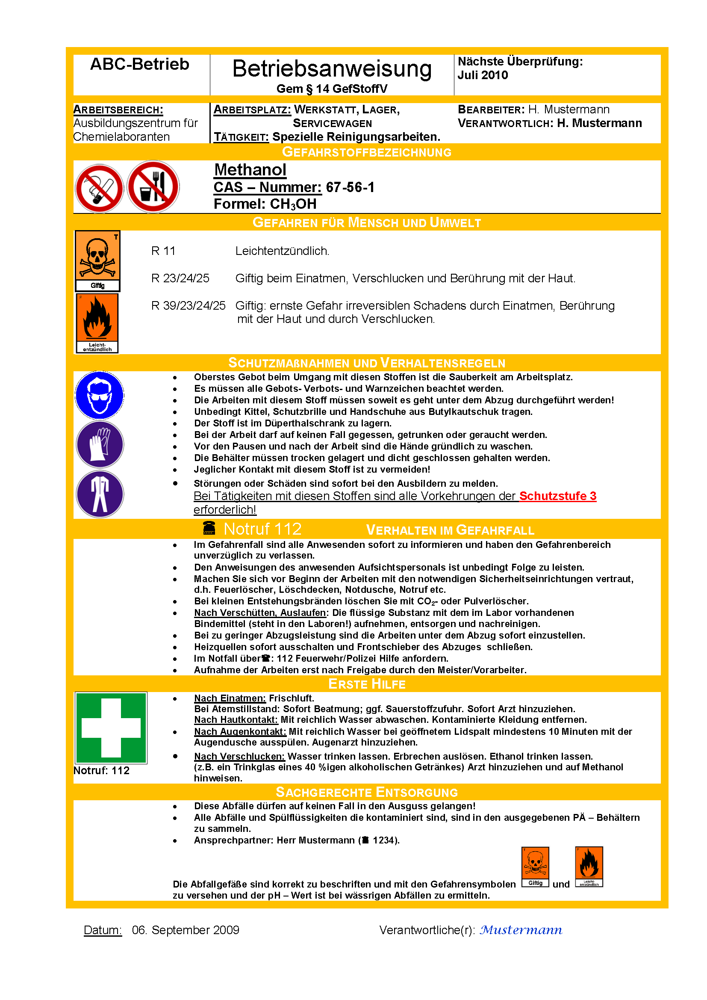 ABC-Betrieb
Betriebsanweisung
Gem § 14 GefStoffV
Nächste Überprüfung:
Juli 2010
ARBEITSBEREICH:
Ausbildungszentrum für
Chemielaboranten
ARBEITSPLATZ: WERKSTATT, LAGER,
SERVICEWAGEN
TÄTIGKEIT: Spezielle Reinigungsarbeiten.
BEARBEITER: H. Mustermann
VERANTWORTLICH: H. Mustermann
GEFAHRSTOFFBEZEICHNUNG
Methanol
CAS – Nummer: 67-56-1
Formel: CH₃OH
GEFAHREN FÜR MENSCH UND UMWELT
T
Giftig
F
Leicht-
entzündlich
R 11 Leichtentzündlich.
R 23/24/25 Giftig beim Einatmen, Verschlucken und Berührung mit der Haut.
R 39/23/24/25 Giftig: ernste Gefahr irreversiblen Schadens durch Einatmen, Berührung
mit der Haut und durch Verschlucken.
SCHUTZMAßNAHMEN UND VERHALTENSREGELN
• Oberstes Gebot beim Umgang mit diesen Stoffen ist die Sauberkeit am Arbeitsplatz.
• Es müssen alle Gebots- Verbots- und Warnzeichen beachtet werden.
• Die Arbeiten mit diesem Stoff müssen soweit es geht unter dem Abzug durchgeführt werden!
• Unbedingt Kittel, Schutzbrille und Handschuhe aus Butylkautschuk tragen.
• Der Stoff ist im Düperthalschrank zu lagern.
• Bei der Arbeit darf auf keinen Fall gegessen, getrunken oder geraucht werden.
• Vor den Pausen und nach der Arbeit sind die Hände gründlich zu waschen.
• Die Behälter müssen trocken gelagert und dicht geschlossen gehalten werden.
• Jeglicher Kontakt mit diesem Stoff ist zu vermeiden!
• Störungen oder Schäden sind sofort bei den Ausbildern zu melden.
Bei Tätigkeiten mit diesen Stoffen sind alle Vorkehrungen der Schutzstufe 3
erforderlich!
☎ Notruf 112 VERHALTEN IM GEFAHRFALL
• Im Gefahrenfall sind alle Anwesenden sofort zu informieren und haben den Gefahrenbereich
unverzüglich zu verlassen.
• Den Anweisungen des anwesenden Aufsichtspersonals ist unbedingt Folge zu leisten.
• Machen Sie sich vor Beginn der Arbeiten mit den notwendigen Sicherheitseinrichtungen vertraut,
d.h. Feuerlöscher, Löschdecken, Notdusche, Notruf etc.
• Bei kleinen Entstehungsbränden löschen Sie mit CO₂- oder Pulverlöscher.
• Nach Verschütten, Auslaufen: Die flüssige Substanz mit dem im Labor vorhandenen
Bindemittel (steht in den Laboren!) aufnehmen, entsorgen und nachreinigen.
• Bei zu geringer Abzugsleistung sind die Arbeiten unter dem Abzug sofort einzustellen.
• Heizquellen sofort ausschalten und Frontschieber des Abzuges schließen.
• Im Notfall über☎: 112 Feuerwehr/Polizei Hilfe anfordern.
• Aufnahme der Arbeiten erst nach Freigabe durch den Meister/Vorarbeiter.
ERSTE HILFE
Notruf: 112
• Nach Einatmen: Frischluft.
Bei Atemstillstand: Sofort Beatmung; ggf. Sauerstoffzufuhr. Sofort Arzt hinzuziehen.
Nach Hautkontakt: Mit reichlich Wasser abwaschen. Kontaminierte Kleidung entfernen.
• Nach Augenkontakt: Mit reichlich Wasser bei geöffnetem Lidspalt mindestens 10 Minuten mit der
Augendusche ausspülen. Augenarzt hinzuziehen.
• Nach Verschlucken: Wasser trinken lassen. Erbrechen auslösen. Ethanol trinken lassen.
(z.B. ein Trinkglas eines 40 %igen alkoholischen Getränkes) Arzt hinzuziehen und auf Methanol
hinweisen.
SACHGERECHTE ENTSORGUNG
• Diese Abfälle dürfen auf keinen Fall in den Ausguss gelangen!
• Alle Abfälle und Spülflüssigkeiten die kontaminiert sind, sind in den ausgegebenen PÄ – Behältern
zu sammeln.
• Ansprechpartner: Herr Mustermann (☎ 1234).
T
F
Die Abfallgefäße sind korrekt zu beschriften und mit den Gefahrensymbolen Giftig und Leicht-
entzündlich
zu versehen und der pH – Wert ist bei wässrigen Abfällen zu ermitteln.
Datum: 06. September 2009
Verantwortliche(r): Mustermann